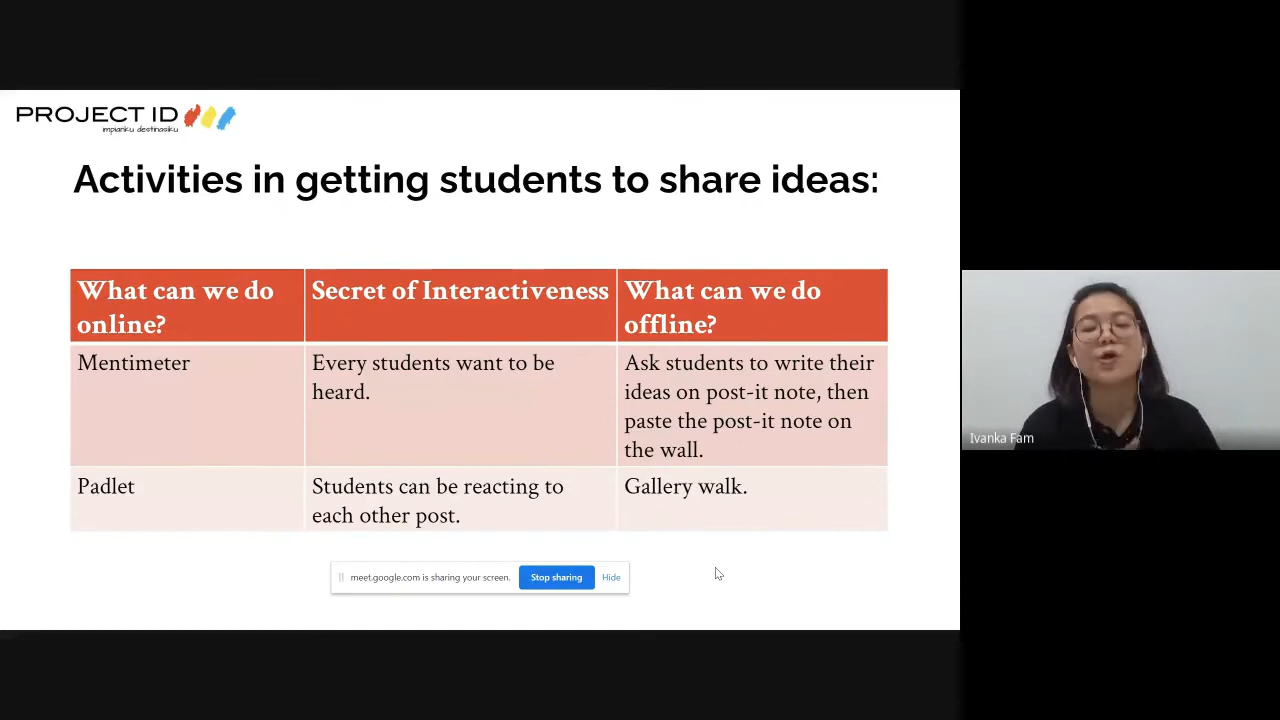 PROJECT ID
impianku destinasiku
Activities in getting students to share ideas:
What can we do
online?
Secret of Interactiveness
What can we do
offline?
Mentimeter
Every students want to be
heard.
Ask students to write their
ideas on post-it note, then
paste the post-it note on
the wall.
Padlet
Students can be reacting to
each other post.
Gallery walk.
meet.google.com is sharing your screen.
Stop sharing
Hide
Ivanka Fam